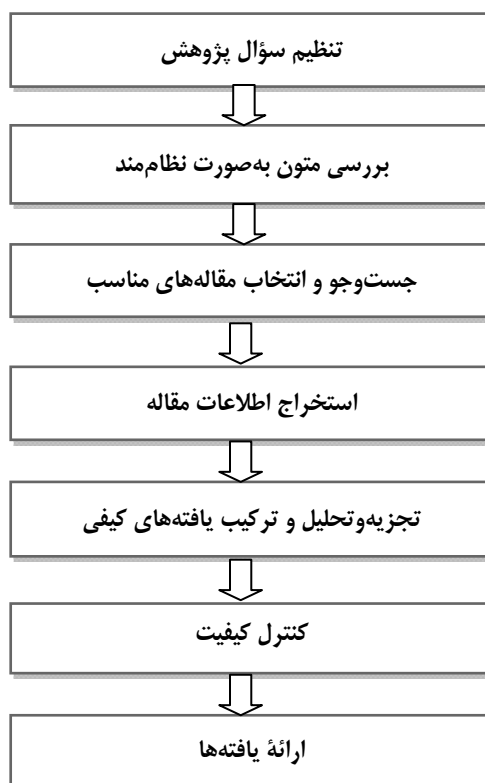 تنظیم سؤال پژوهش
بررسی متون به‌صورت نظام‌مند
جست‌وجو و انتخاب مقاله‌های مناسب
استخراج اطلاعات مقاله
تجزیه‌وتحلیل و ترکیب یافته‌های کیفی
کنترل کیفیت
ارائۀ یافته‌ها